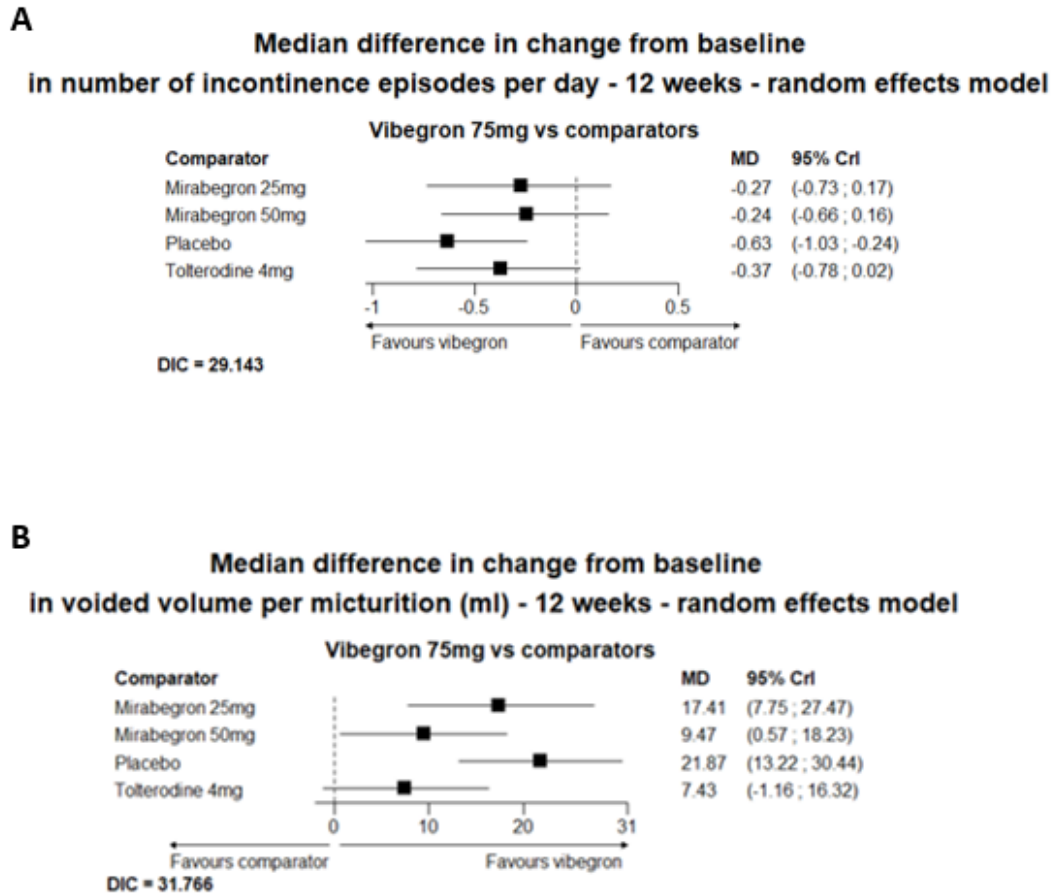 A
Median difference in change from baseline
in number of incontinence episodes per day - 12 weeks - random effects model
Vibegron 75mg vs comparators
Comparator MD 95% Crl
Mirabegron 25mg -0.27 (-0.73 ; 0.17)
Mirabegron 50mg -0.24 (-0.66 ; 0.16)
Placebo -0.63 (-1.03 ; -0.24)
Tolterodine 4mg -0.37 (-0.78 ; 0.02)
-1 -0.5 0 0.5
Favours vibegron Favours comparator
DIC = 29.143
B
Median difference in change from baseline
in voided volume per micturition (ml) - 12 weeks - random effects model
Vibegron 75mg vs comparators
Comparator MD 95% Crl
Mirabegron 25mg 17.41 (7.75 ; 27.47)
Mirabegron 50mg 9.47 (0.57 ; 18.23)
Placebo 21.87 (13.22 ; 30.44)
Tolterodine 4mg 7.43 (-1.16 ; 16.32)
0 10 20 31
Favours comparator Favours vibegron
DIC = 31.766